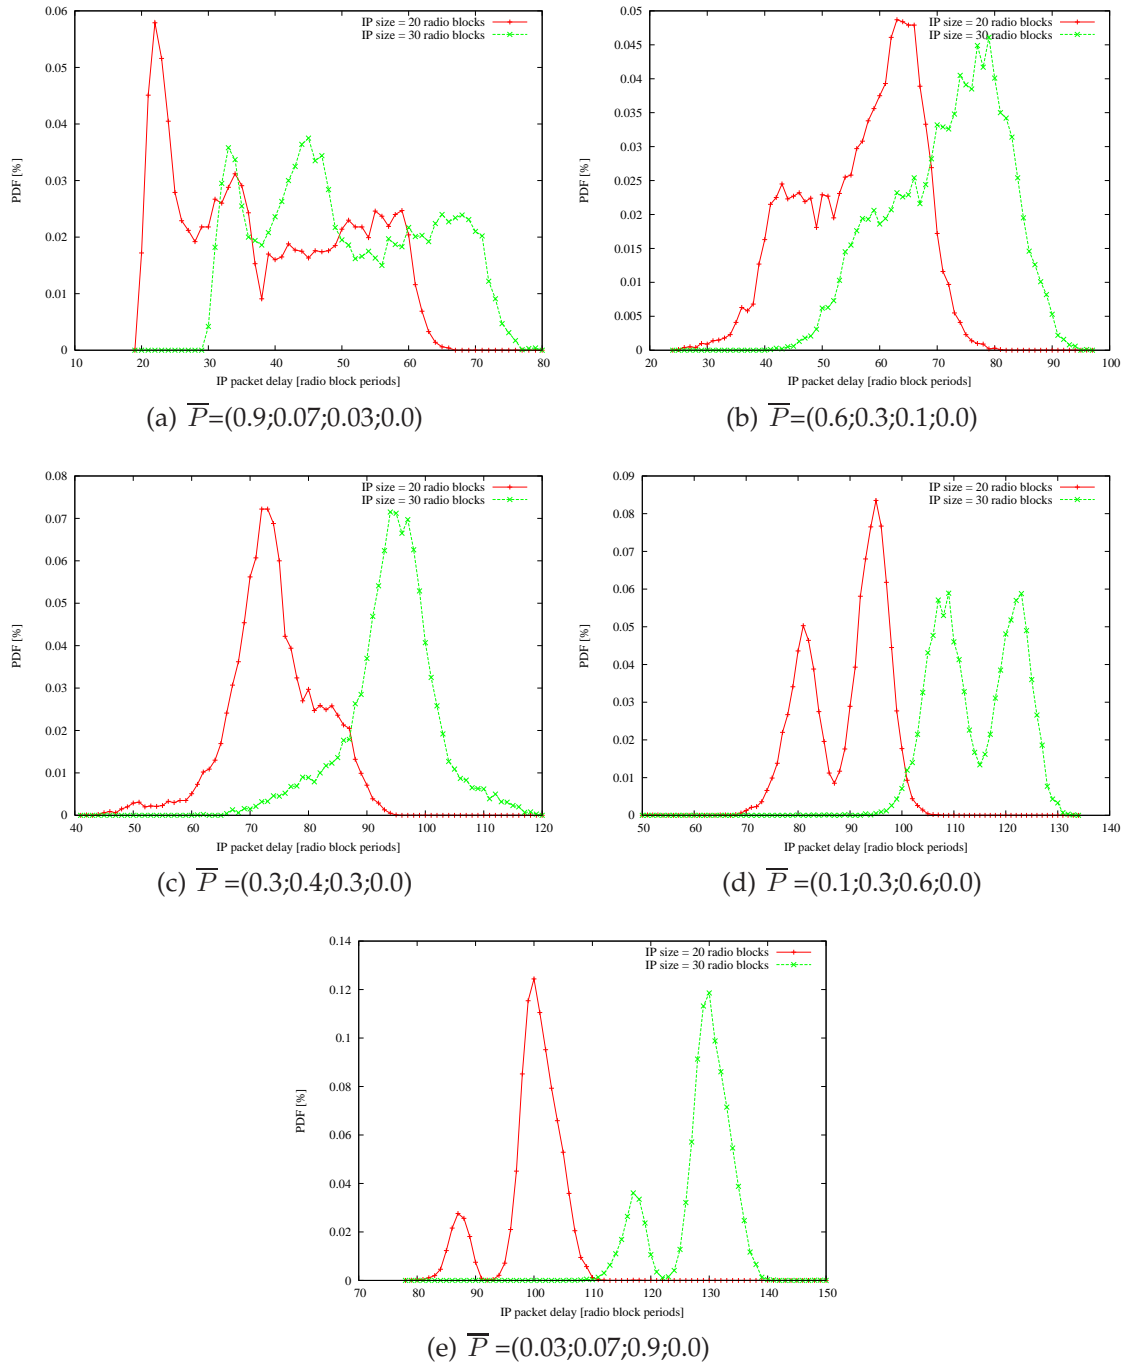 0.06
0.05
0.04
0.03
0.02
0.01
0
PDF [%]
IP size = 20 radio blocks
IP size = 30 radio blocks
20 30 40 50 60 70 80
IP packet delay [radio block periods]
(a) P̅=(0.9;0.07;0.03;0.0)
0.05
0.045
0.04
0.035
0.03
0.025
0.02
0.015
0.01
0.005
0
PDF [%]
IP size = 20 radio blocks
IP size = 30 radio blocks
20 30 40 50 60 70 80 90 100
IP packet delay [radio block periods]
(b) P̅=(0.6;0.3;0.1;0.0)
0.08
0.07
0.06
0.05
0.04
0.03
0.02
0.01
0
PDF [%]
IP size = 20 radio blocks
IP size = 30 radio blocks
40 50 60 70 80 90 100 110 120
IP packet delay [radio block periods]
(c) P̅ =(0.3;0.4;0.3;0.0)
0.09
0.08
0.07
0.06
0.05
0.04
0.03
0.02
0.01
0
PDF [%]
IP size = 20 radio blocks
IP size = 30 radio blocks
50 60 70 80 90 100 110 120 130 140
IP packet delay [radio block periods]
(d) P̅ =(0.1;0.3;0.6;0.0)
0.14
0.12
0.1
0.08
0.06
0.04
0.02
0
PDF [%]
IP size = 20 radio blocks
IP size = 30 radio blocks
70 80 90 100 110 120 130 140 150
IP packet delay [radio block periods]
(e) P̅ =(0.03;0.07;0.9;0.0)